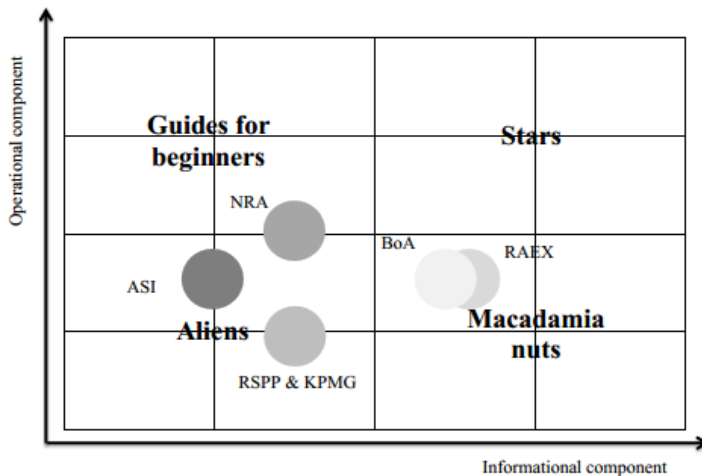 Operational component
Guides for
beginners
Stars
NRA
BoA
RAEX
ASI
Aliens
Macadamia
nuts
RSPP & KPMG
Informational component